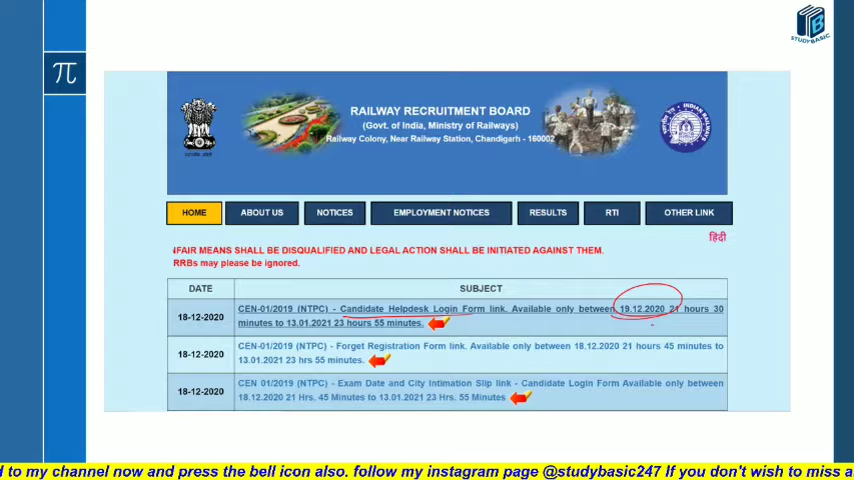 STUDYBASIC
π
RAILWAY RECRUITMENT BOARD
(Govt. of India, Ministry of Railways)
Railway Colony, Near Railway Station, Chandigarh - 160002
HOME
ABOUT US
NOTICES
EMPLOYMENT NOTICES
RESULTS
RTI
OTHER LINK
हिंदी
NFAIR MEANS SHALL BE DISQUALIFIED AND LEGAL ACTION SHALL BE INITIATED AGAINST THEM.
RRBs may please be ignored.
DATE
SUBJECT
18-12-2020
CEN-01/2019 (NTPC) - Candidate Helpdesk Login Form link. Available only between 19.12.2020 21 hours 30
minutes to 13.01.2021 23 hours 55 minutes.
18-12-2020
CEN-01/2019 (NTPC) - Forget Registration Form link. Available only between 18.12.2020 21 hours 45 minutes to
13.01.2021 23 hrs 55 minutes.
18-12-2020
CEN 01/2019 (NTPC) - Exam Date and City Intimation Slip link - Candidate Login Form Available only between
18.12.2020 21 Hrs. 45 Minutes to 13.01.2021 23 Hrs. 55 Minutes
d to my channel now and press the bell icon also. follow my instagram page @studybasic247 If you don't wish to miss a